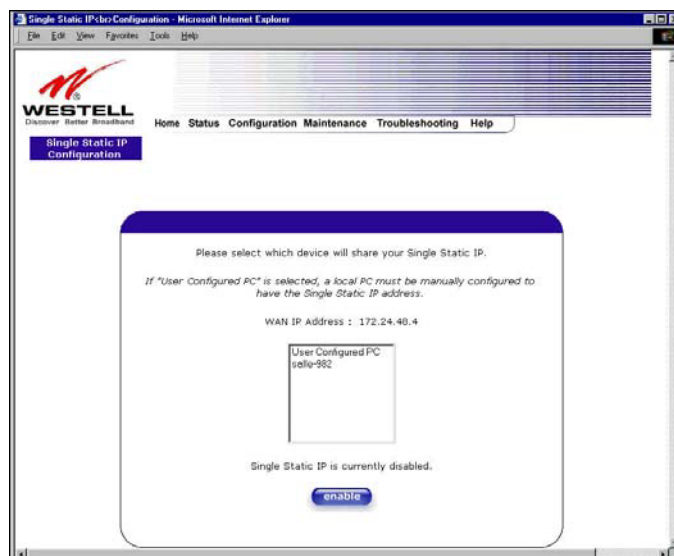 Single Static IP<br>Configuration - Microsoft Internet Explorer
File Edit View Favorites Tools Help
WESTELL
Discover Better Broadband
Home Status Configuration Maintenance Troubleshooting Help
Single Static IP
Configuration
Please select which device will share your Single Static IP.
If "User Configured PC" is selected, a local PC must be manually configured to
have the Single Static IP address.
WAN IP Address : 172.24.48.4
User Configured PC
Single Static IP is currently disabled.
enable